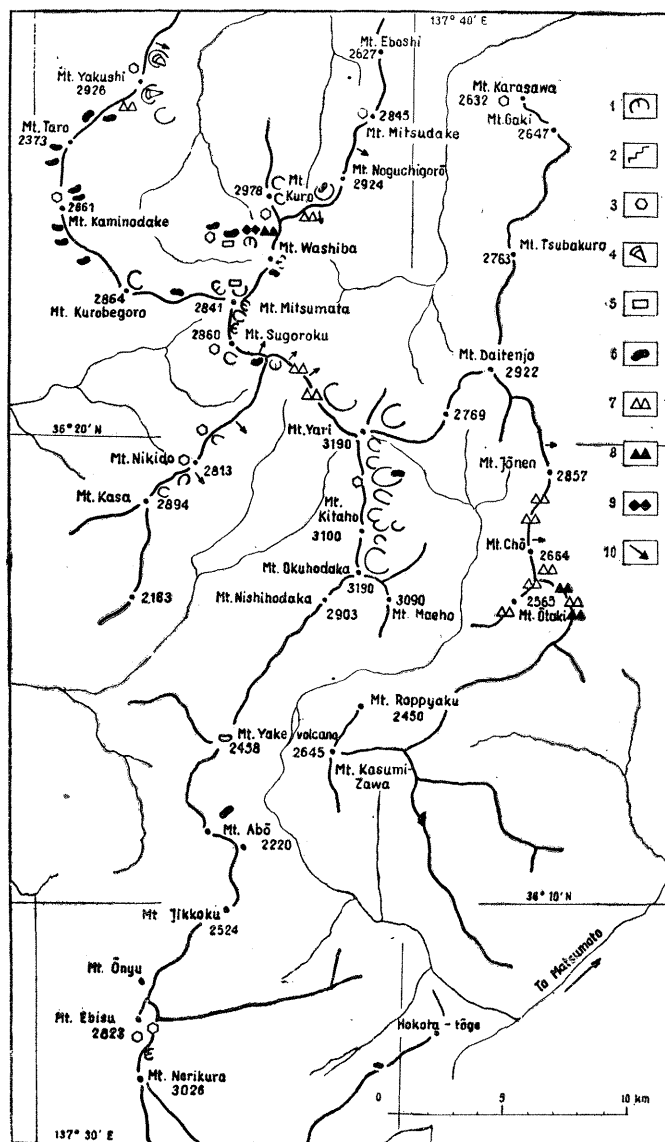 137° 40' E
Mt. Eboshi
2627
Mt. Yakushi
2926
Mt. Karasawa
2632
Mt. Gaki
2647
2845
Mt. Mitsudake
Mt. Taro
2373
Mt. Noguchigorō
2924
Mt.
Kuro
2978
2661
Mt. Kaminodake
Mt. Washiba
Mt. Tsubakuro
2763
2864
Mt. Kurobegoro
2841
Mt. Mitsumata
2860
Mt. Sugoroku
Mt. Daitenjo
2922
2769
36° 20' N
Mt. Yari
3190
Mt. Nikido
2813
Mt. Jōnen
2857
Mt. Kasa
2894
Mt.
Kitaho
3100
Mt. Chō
2664
Mt. Okuhodaka
3190
2163
Mt. Nishihodaka
2903
3090
Mt. Maeho
2565
Mt. Ōtaki
Mt. Rappyaku
2450
Mt. Yake volcano
2458
2645
Mt. Kasumi-
Zawa
Mt. Abō
2220
36° 10' N
Mt Jikkoku
2524
To Matsumoto
Mt. Ōnyu
Mt. Ebisu
2823
Hokota - tōge
Mt. Norikura
3026
137° 30' E
0 5 10 km
1
2
3
4
5
6
7
8
9
10